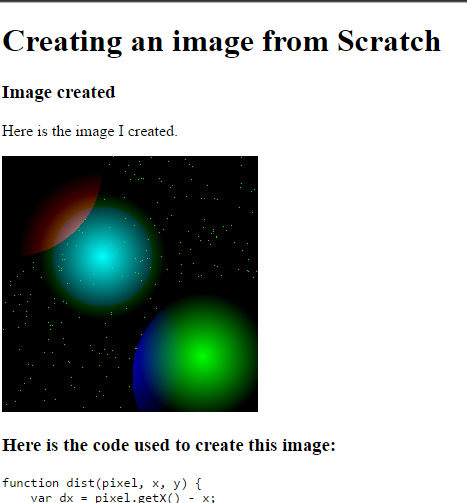 Creating an image from Scratch
Image created
Here is the image I created.
Here is the code used to create this image:
function dist(pixel, x, y) {
    var dx = pixel.getX() - x;